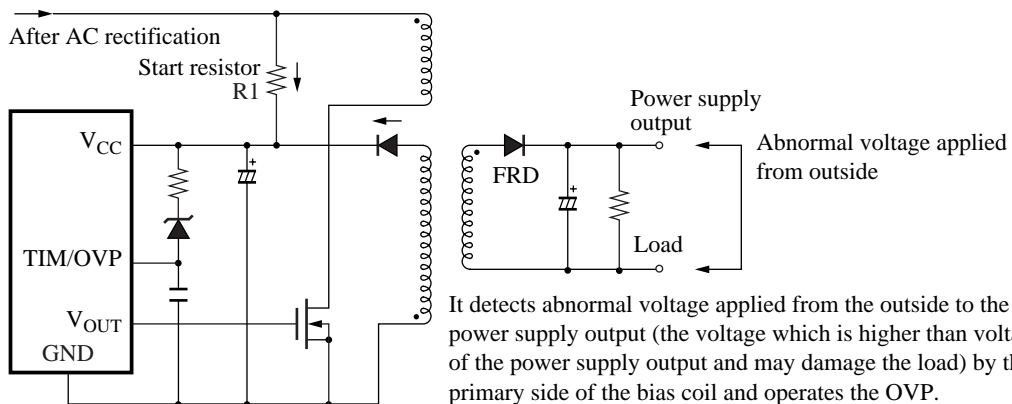 After AC rectification
Start resistor
R1
Power supply
output
VCC
Abnormal voltage applied
from outside
FRD
+
+
TIM/OVP
Load
VOUT
GND
It detects abnormal voltage applied from the outside to the
power supply output (the voltage which is higher than
of the power supply output and may damage the load) by
primary side of the bias coil and operates the OVP.